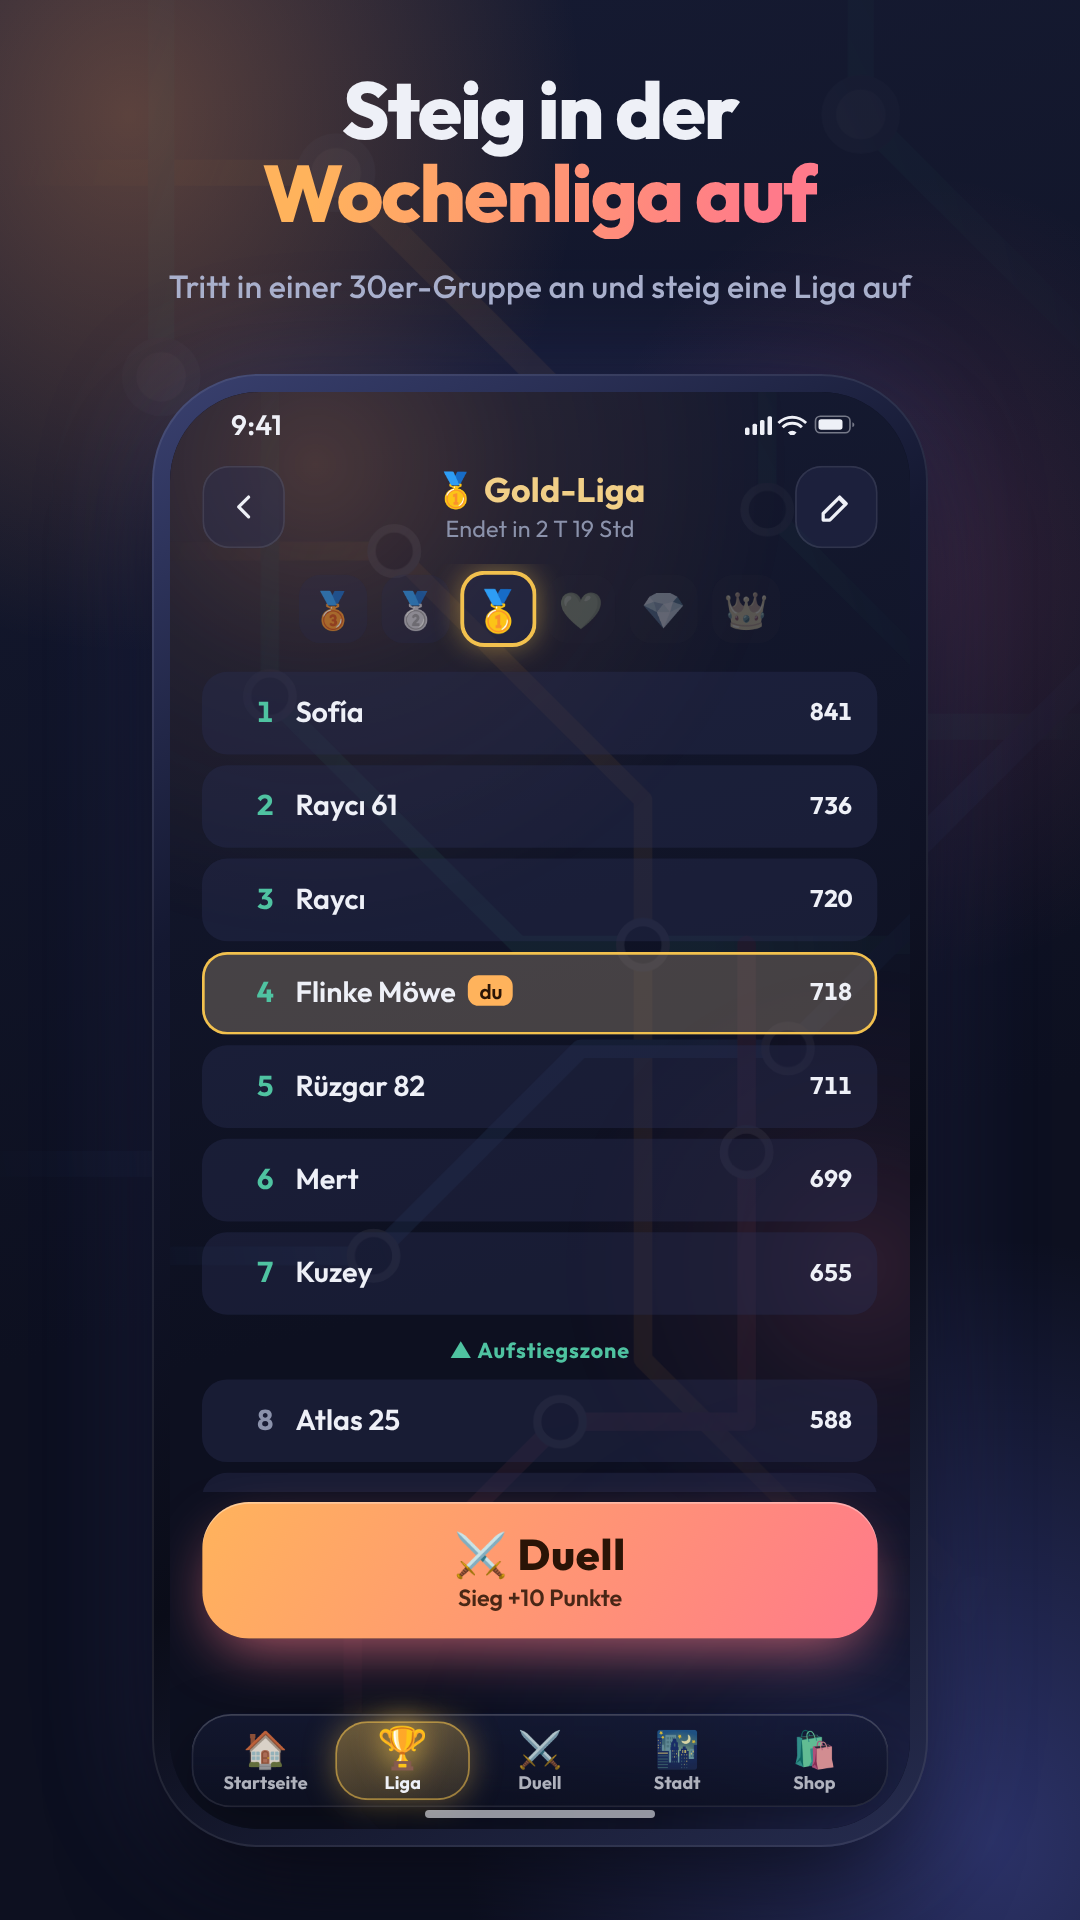 Steig in der
Wochenliga auf
Tritt in einer 30er-Gruppe an und steig eine Liga auf
9:41
🥇 Gold-Liga
Endet in 2 T 19 Std
1 Sofía 841
2 Raycı 61 736
3 Raycı 720
4 Flinke Möwe du 718
5 Rüzgar 82 711
6 Mert 699
7 Kuzey 655
▲ Aufstiegszone
8 Atlas 25 588
⚔️ Duell
Sieg +10 Punkte
Startseite Liga Duell Stadt Shop